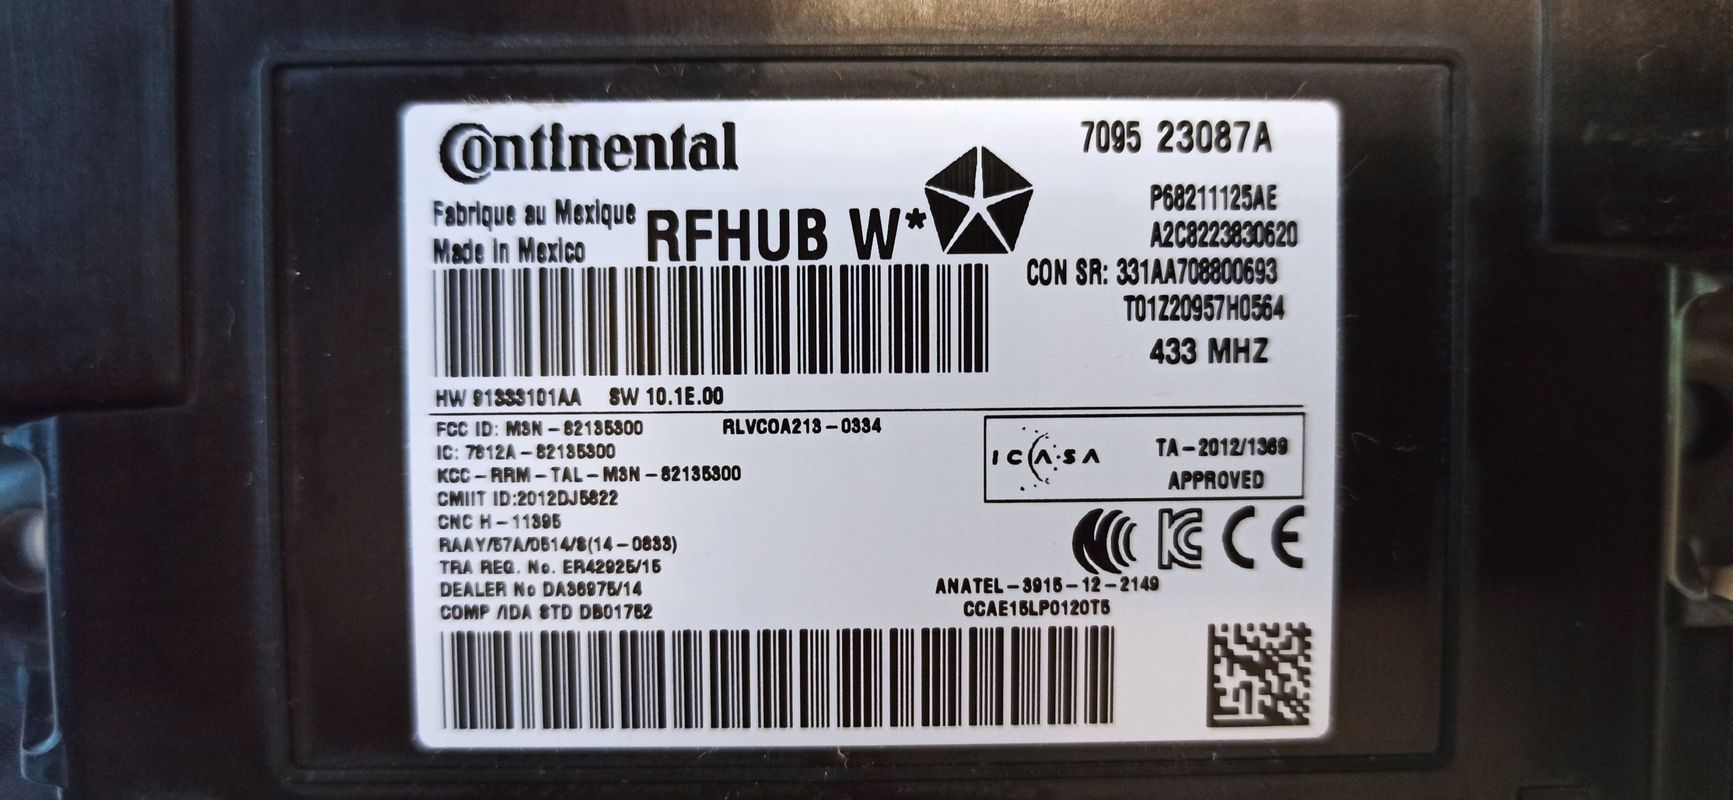 Continental
7095 23087A
Fabrique au Mexique
Made in Mexico
RFHUB W*
P68211125AE
A2C8223830620
CON SR: 331AA708800693
T01Z20957H0564
433 MHZ
HW 91333101AA SW 10.1E.00
FCC ID: M3N-82135300 RLVCOA213-0334
IC: 7812A-82135300
KCC-RRM-TAL-M3N-82135300
CMIIT ID:2012DJ5822
CNC H-11395
RAAY/57A/0514/S(14-0833)
TRA REG. No. ER42925/15
DEALER No DA36975/14
COMP /IDA STD DB01752
ICASA
TA-2012/1369
APPROVED
CE
ANATEL-3915-12-2149
CCAE15LP0120T5